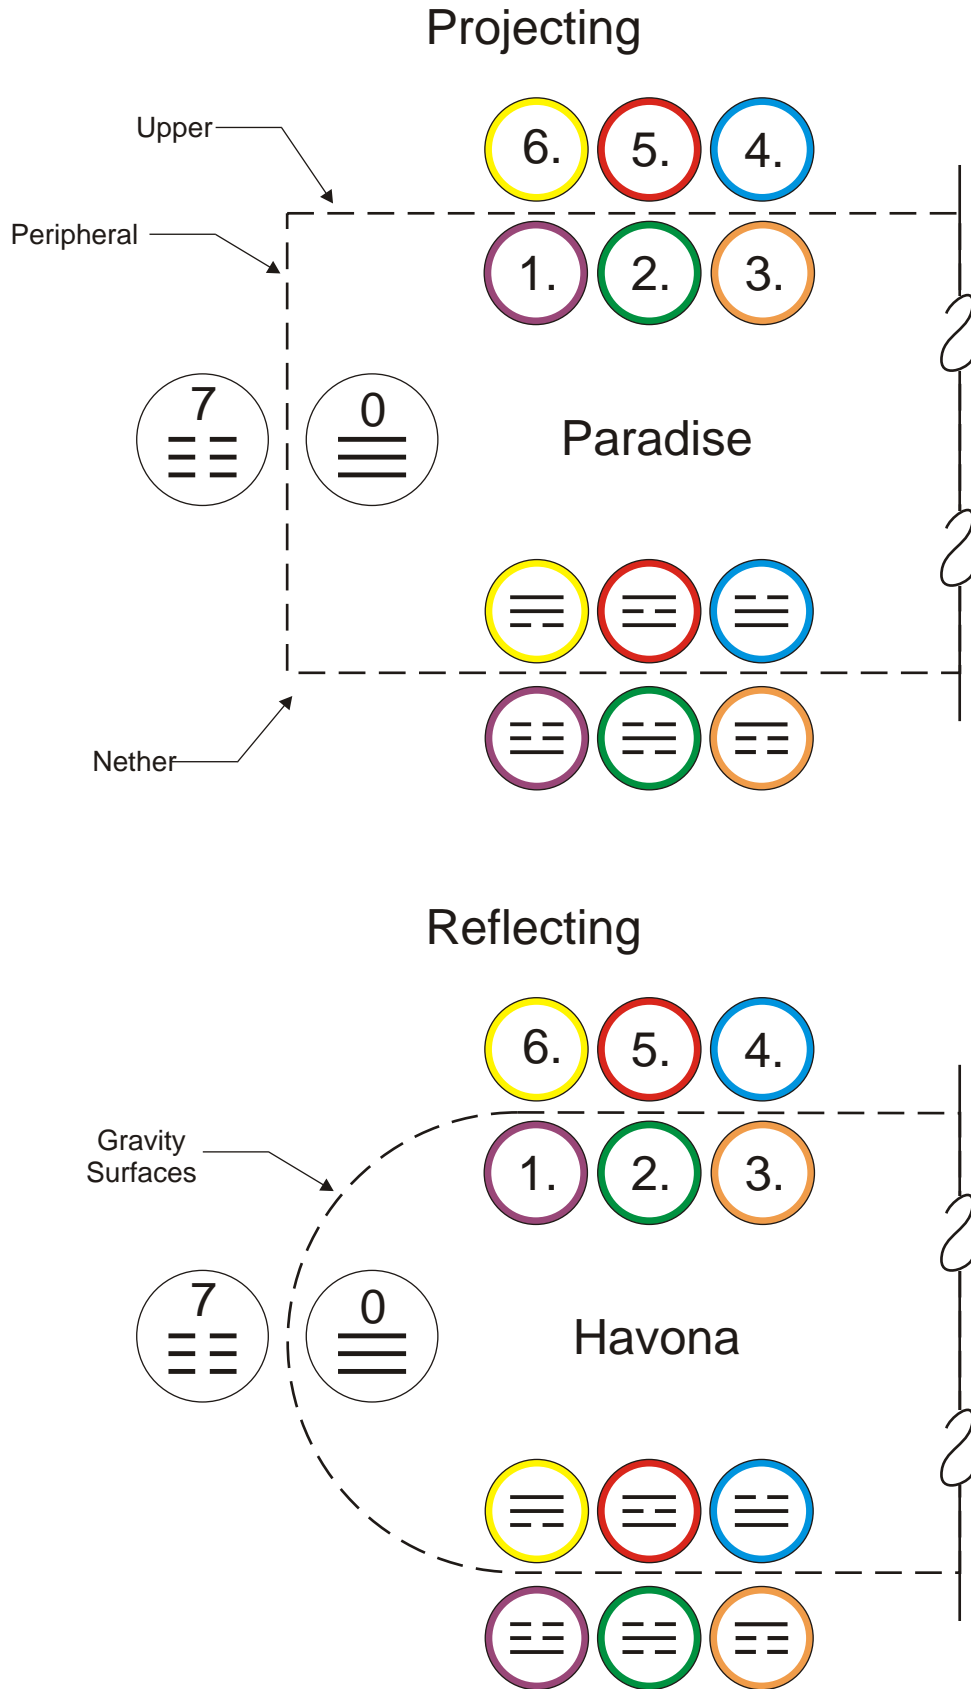 Projecting
Upper
6. 5. 4.
Peripheral
1. 2. 3.
7 0
☷ ☰
Paradise
☴ ☲ ☱
☳ ☵ ☶
Nether
Reflecting
6. 5. 4.
Gravity
Surfaces
1. 2. 3.
7 0
☷ ☰
Havona
☴ ☲ ☱
☳ ☵ ☶